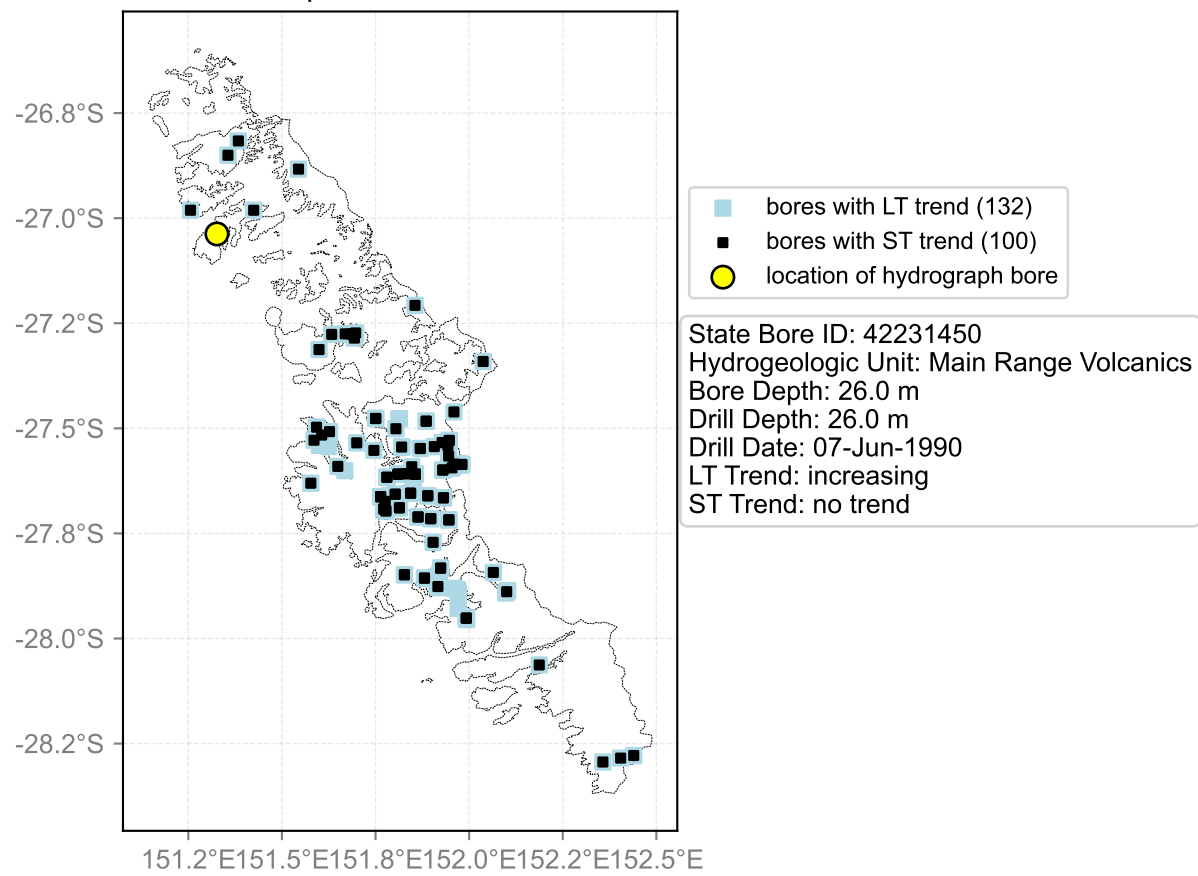 -26.8°S
-27.0°S
-27.2°S
-27.5°S
-27.8°S
-28.0°S
-28.2°S
151.2°E151.5°E151.8°E152.0°E152.2°E152.5°E
bores with LT trend (132)
bores with ST trend (100)
location of hydrograph bore
State Bore ID: 42231450
Hydrogeologic Unit: Main Range Volcanics
Bore Depth: 26.0 m
Drill Depth: 26.0 m
Drill Date: 07-Jun-1990
LT Trend: increasing
ST Trend: no trend